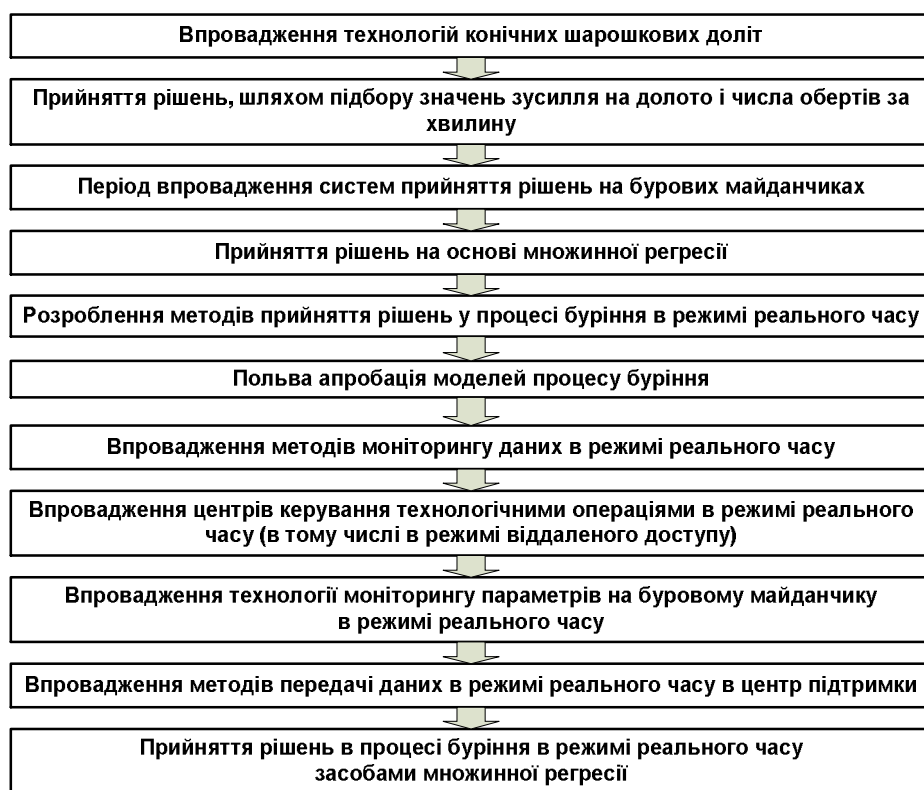 Впровадження технологій конічних шарошкових доліт
Прийняття рішень, шляхом підбору значень зусилля на долото і числа обертів за
хвилину
Період впровадження систем прийняття рішень на бурових майданчиках
Прийняття рішень на основі множинної регресії
Розроблення методів прийняття рішень у процесі буріння в режимі реального часу
Польва апробація моделей процесу буріння
Впровадження методів моніторингу даних в режимі реального часу
Впровадження центрів керування технологічними операціями в режимі реального
часу (в тому числі в режимі віддаленого доступу)
Впровадження технології моніторингу параметрів на буровому майданчику
в режимі реального часу
Впровадження методів передачі даних в режимі реального часу в центр підтримки
Прийняття рішень в процесі буріння в режимі реального часу
засобами множинної регресії